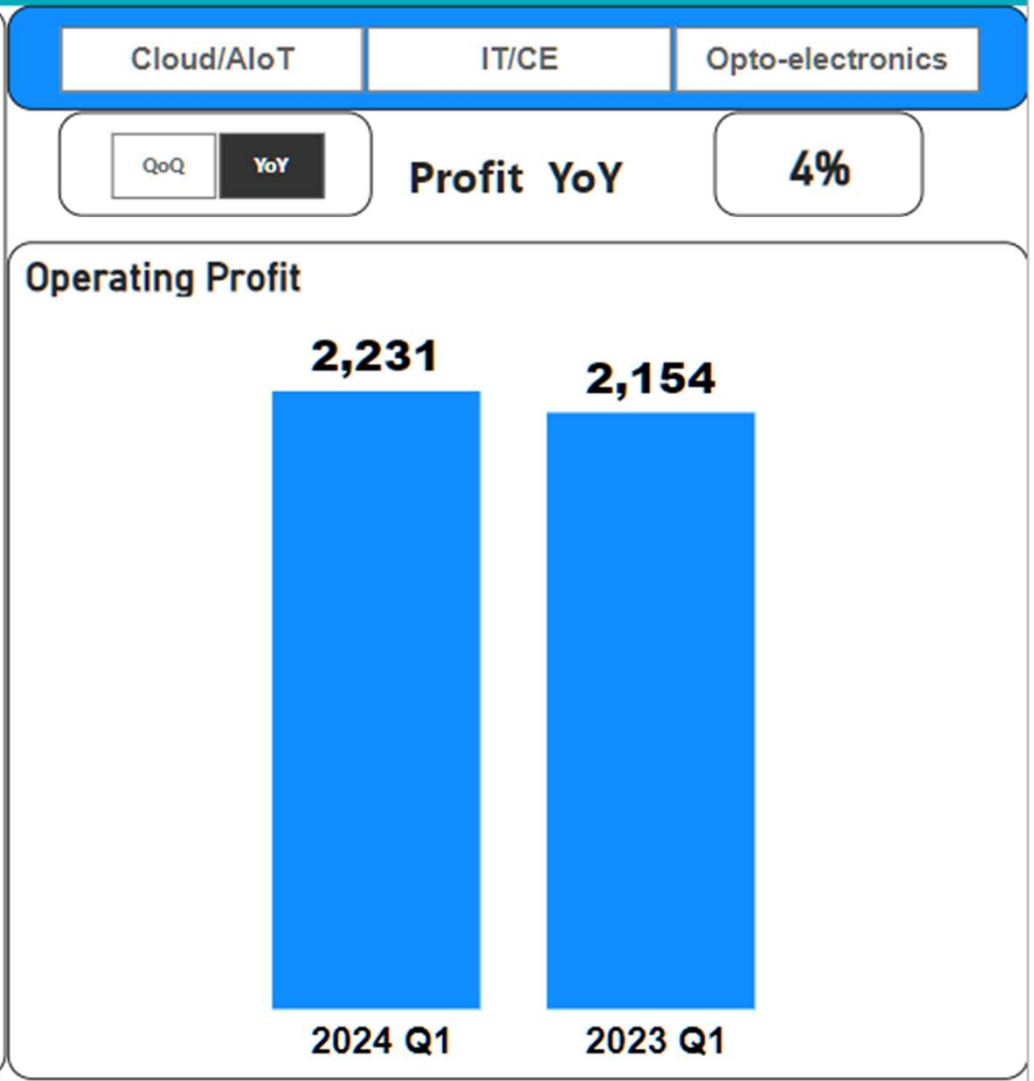 Cloud/AIoT IT/CE Opto-electronics
QoQ YoY Profit YoY 4%
Operating Profit
2,231
2,154
2024 Q1 2023 Q1